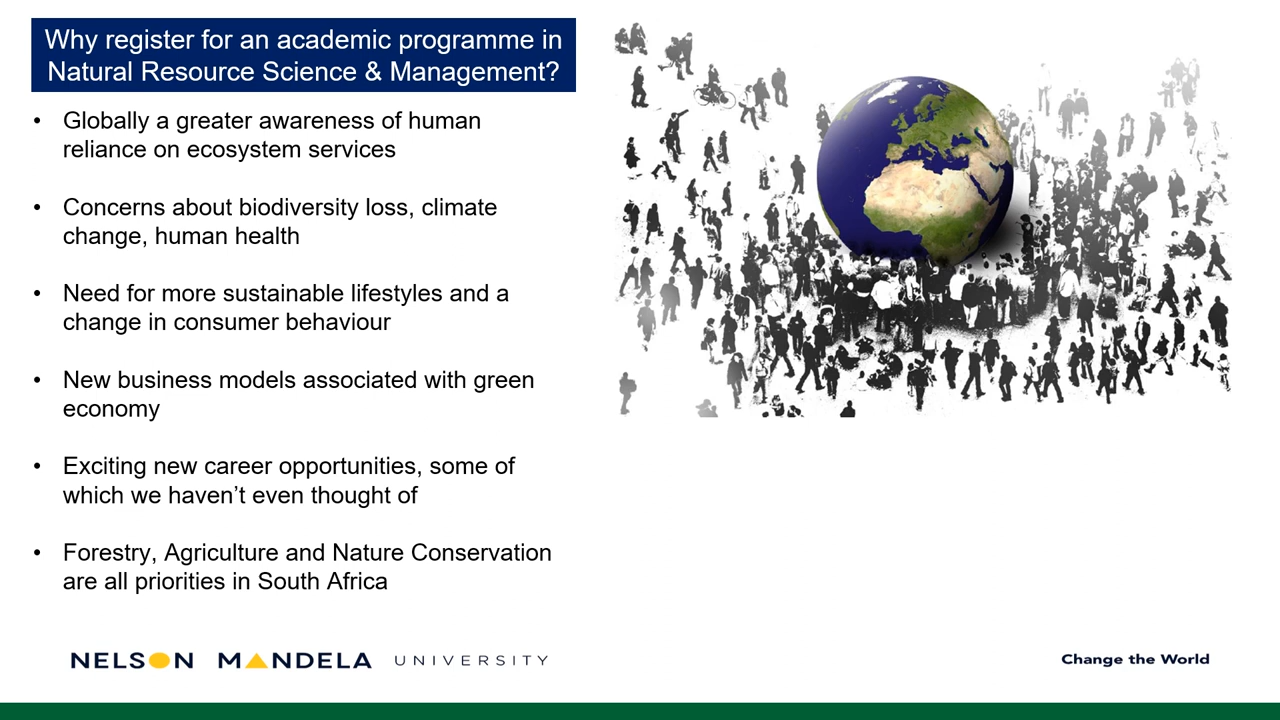 Why register for an academic programme in
Natural Resource Science & Management?
• Globally a greater awareness of human
reliance on ecosystem services
• Concerns about biodiversity loss, climate
change, human health
• Need for more sustainable lifestyles and a
change in consumer behaviour
• New business models associated with green
economy
• Exciting new career opportunities, some of
which we haven’t even thought of
• Forestry, Agriculture and Nature Conservation
are all priorities in South Africa
NELSON MANDELA UNIVERSITY
Change the World